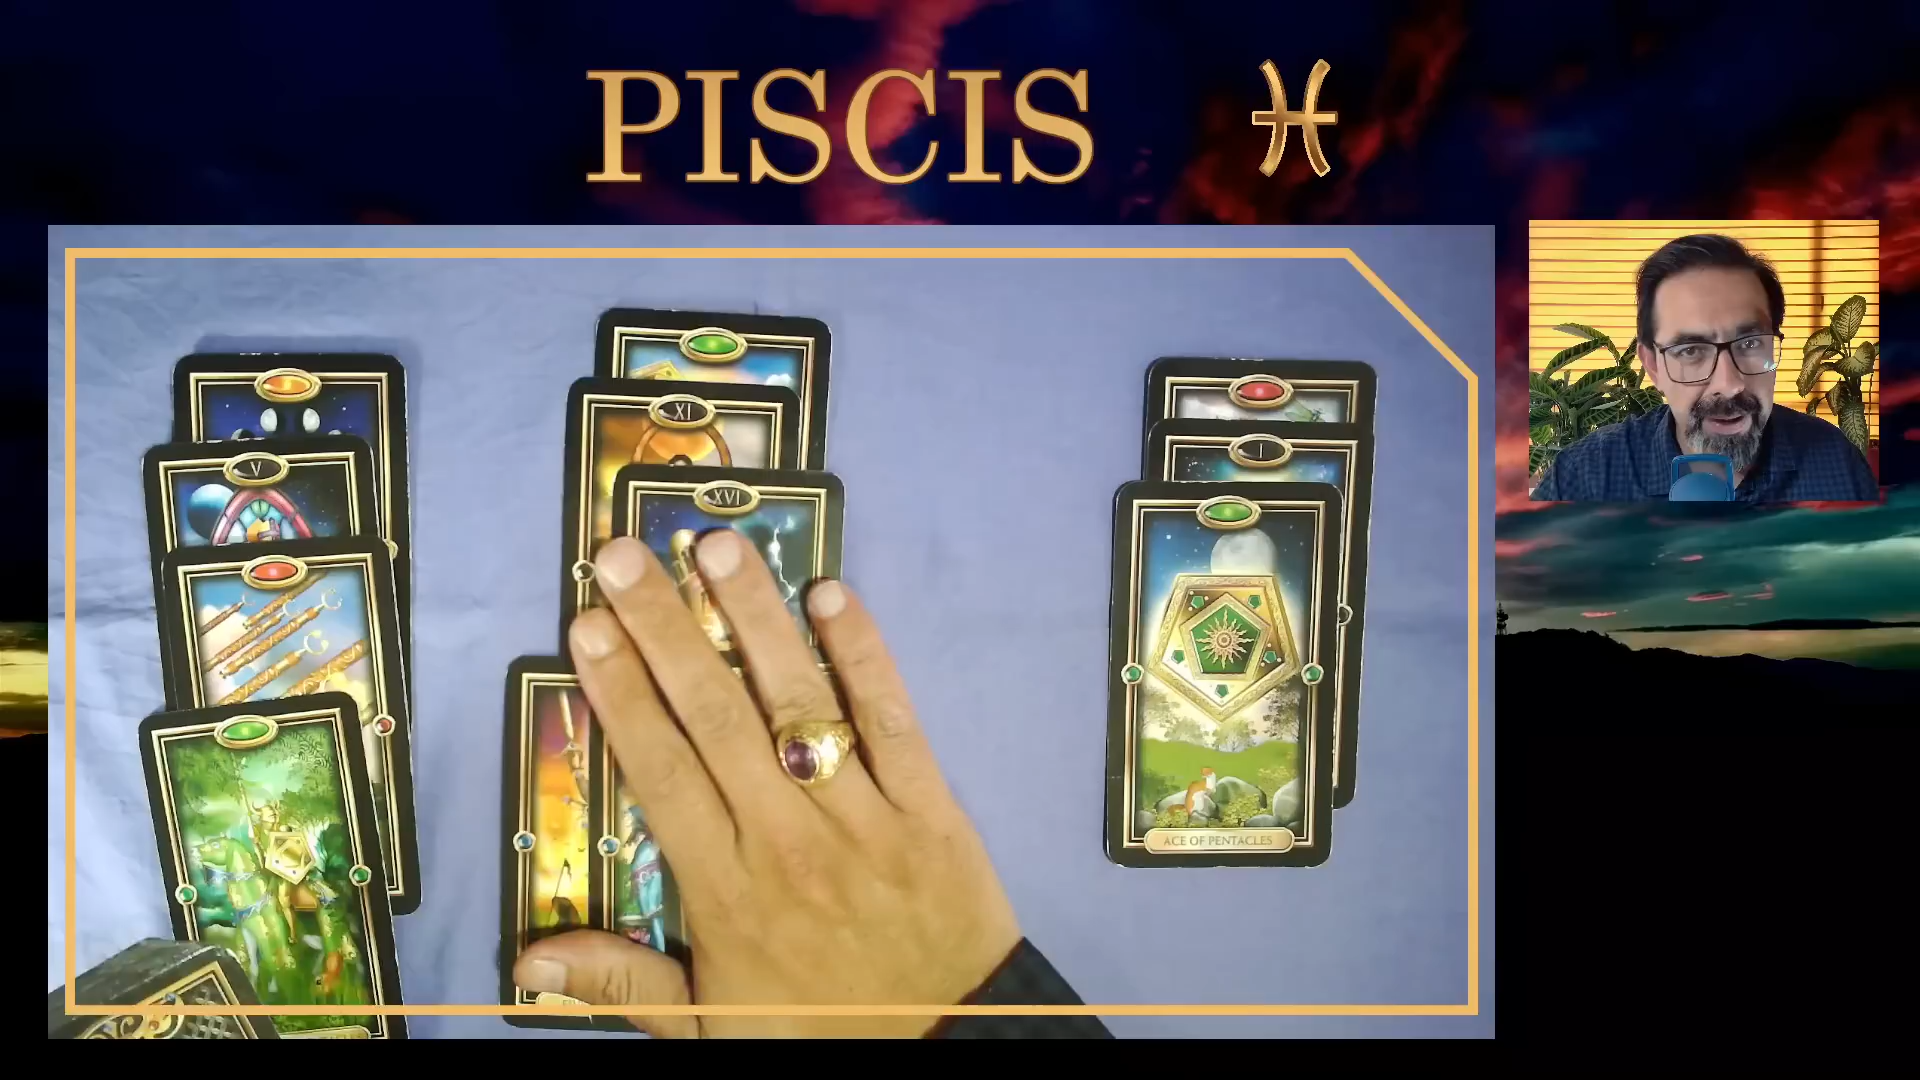 PISCIS
XI
V
I
XVI
ACE OF PENTACLES